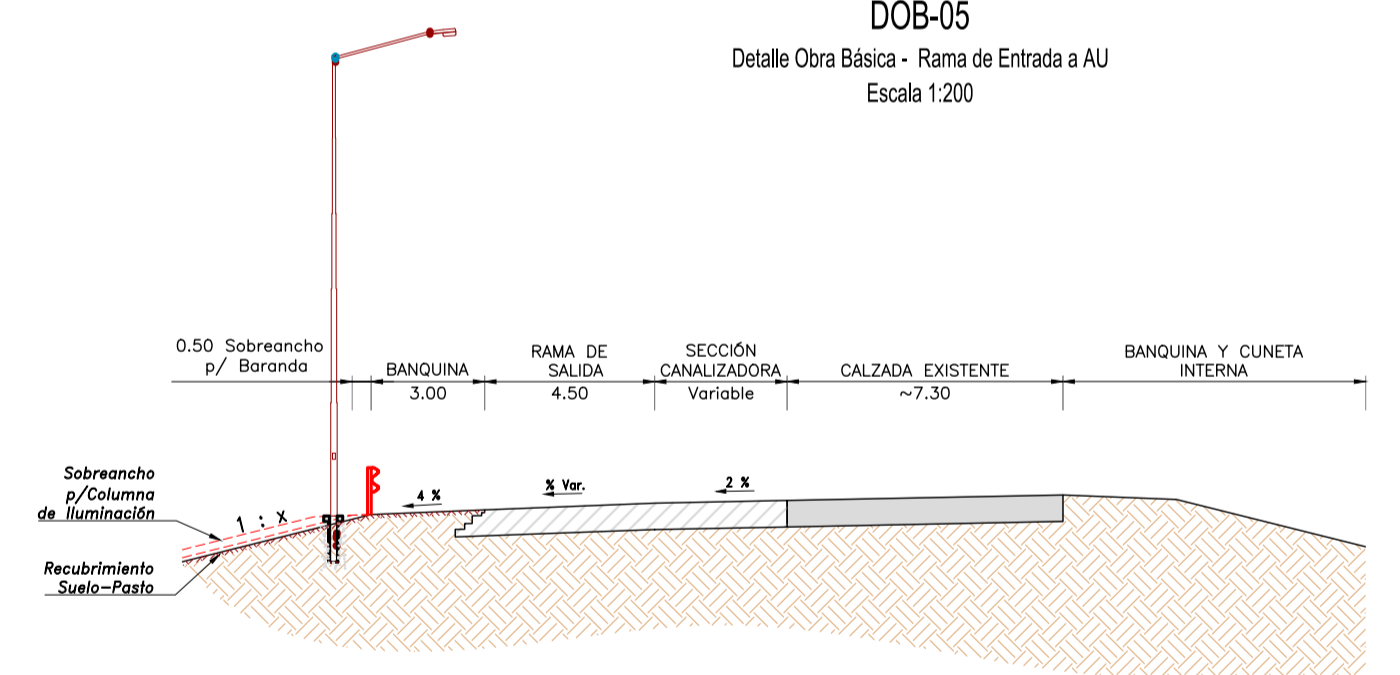 DOB-05
Detalle Obra Básica - Rama de Entrada a AU
Escala 1:200
0.50 Sobreancho
p/ Baranda
BANQUINA
3.00
RAMA DE
SALIDA
4.50
SECCIÓN
CANALIZADORA
Variable
CALZADA EXISTENTE
~7.30
BANQUINA Y CUNETA
INTERNA
Sobreancho
p/Columna
de Iluminación
1 : X
4 %
% Var.
2 %
Recubrimiento
Suelo-Pasto